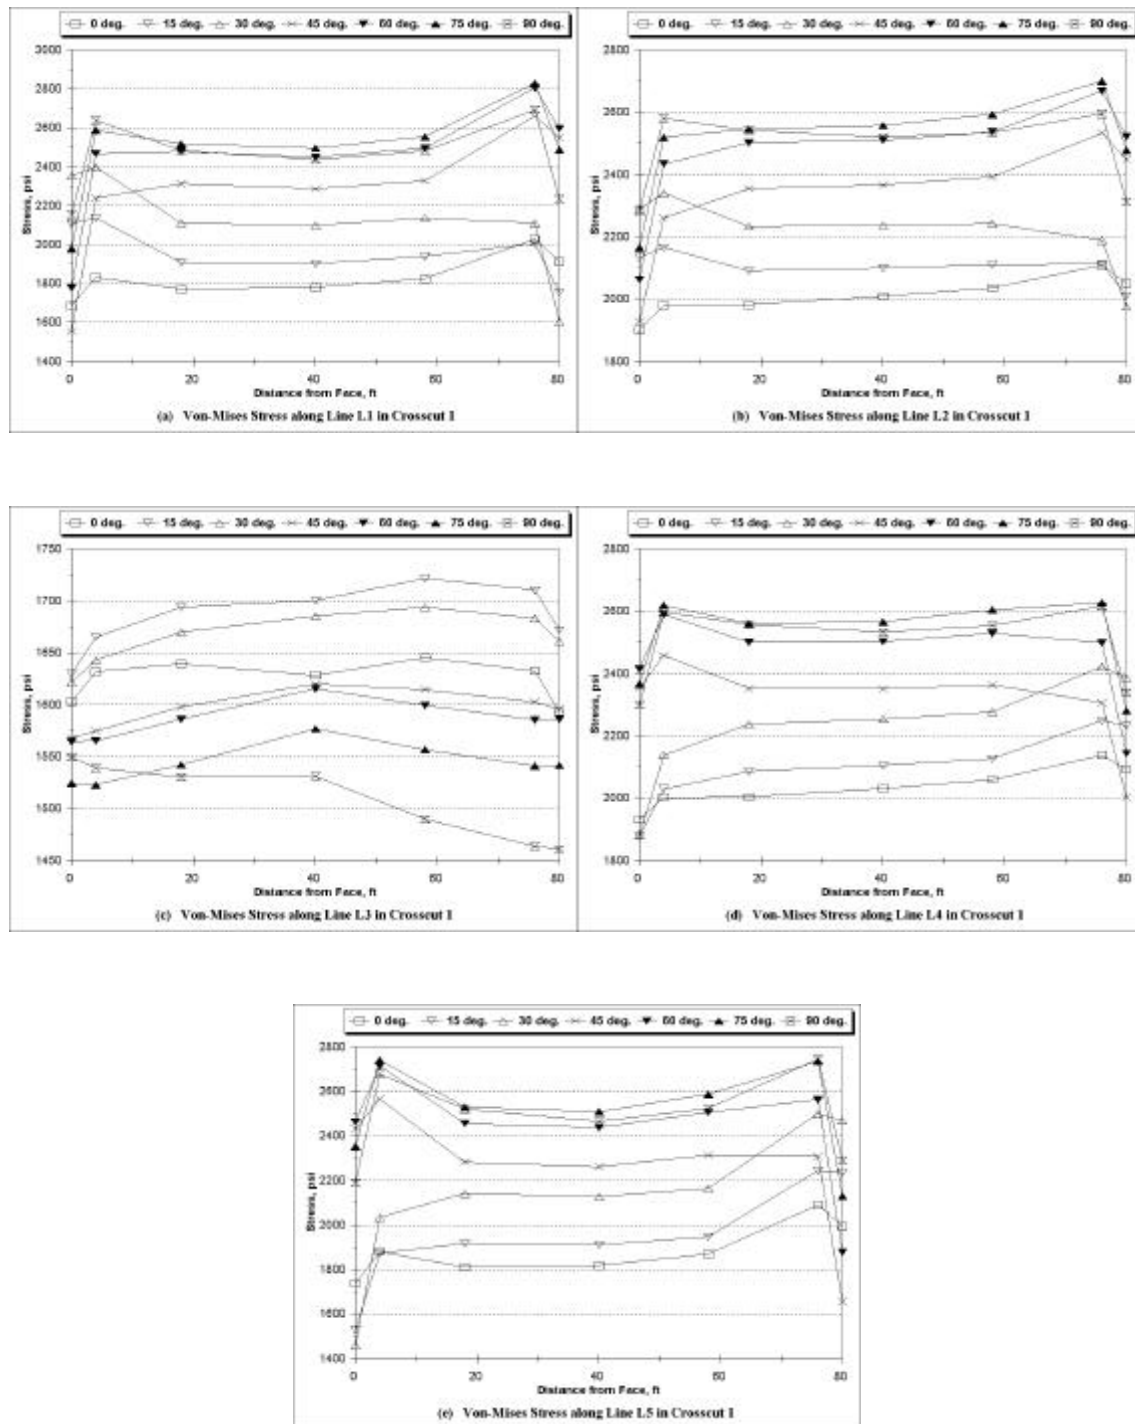 0 deg. 15 deg. 30 deg. 45 deg. 60 deg. 75 deg. 90 deg.
3000
2800
2600
2400
2200
2000
1800
1600
1400
Stress, psi
0 20 40 60 80
Distance from Face, ft
(a) Von-Mises Stress along Line L1 in Crosscut 1
0 deg. 15 deg. 30 deg. 45 deg. 60 deg. 75 deg. 90 deg.
2800
2600
2400
2200
2000
1800
Stress, psi
0 20 40 60 80
Distance from Face, ft
(b) Von-Mises Stress along Line L2 in Crosscut 1
0 deg. 15 deg. 30 deg. 45 deg. 60 deg. 75 deg. 90 deg.
1750
1700
1650
1600
1550
1500
1450
Stress, psi
0 20 40 60 80
Distance from Face, ft
(c) Von-Mises Stress along Line L3 in Crosscut 1
0 deg. 15 deg. 30 deg. 45 deg. 60 deg. 75 deg. 90 deg.
2800
2600
2400
2200
2000
1800
Stress, psi
0 20 40 60 80
Distance from Face, ft
(d) Von-Mises Stress along Line L4 in Crosscut 1
0 deg. 15 deg. 30 deg. 45 deg. 60 deg. 75 deg. 90 deg.
2800
2600
2400
2200
2000
1800
1600
1400
Stress, psi
0 20 40 60 80
Distance from Face, ft
(e) Von-Mises Stress along Line L5 in Crosscut 1